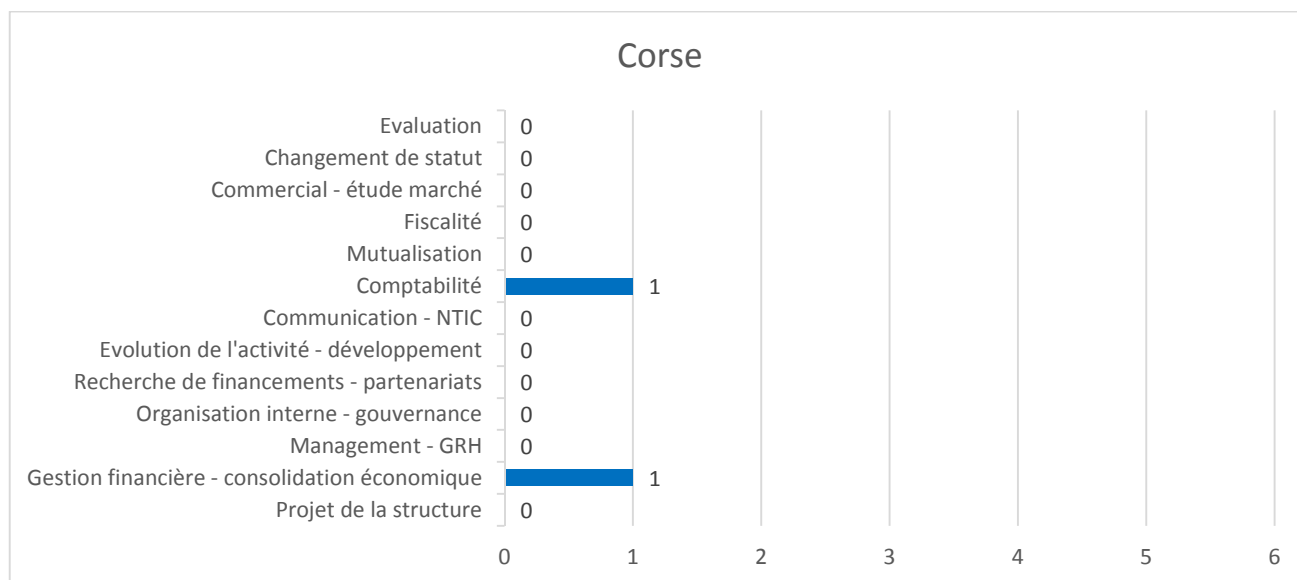 Corse
Evaluation 0
Changement de statut 0
Commercial - étude marché 0
Fiscalité 0
Mutualisation 0
Comptabilité 1
Communication - NTIC 0
Evolution de l'activité - développement 0
Recherche de financements - partenariats 0
Organisation interne - gouvernance 0
Management - GRH 0
Gestion financière - consolidation économique 1
Projet de la structure 0
0 1 2 3 4 5 6